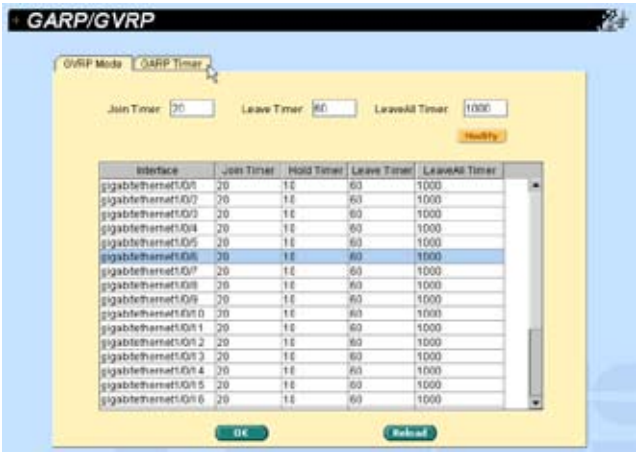 GARP/GVRP
GVRP Mode GARP Timer
Join Timer 20 Leave Timer 60 LeaveAll Timer 1000
Modify
Interface Join Timer Hold Timer Leave Timer LeaveAll Timer
gigabitethernet1/0/1 20 10 60 1000
gigabitethernet1/0/2 20 10 60 1000
gigabitethernet1/0/3 20 10 60 1000
gigabitethernet1/0/4 20 10 60 1000
gigabitethernet1/0/5 20 10 60 1000
gigabitethernet1/0/6 20 10 60 1000
gigabitethernet1/0/7 20 10 60 1000
gigabitethernet1/0/8 20 10 60 1000
gigabitethernet1/0/9 20 10 60 1000
gigabitethernet1/0/10 20 10 60 1000
gigabitethernet1/0/11 20 10 60 1000
gigabitethernet1/0/12 20 10 60 1000
gigabitethernet1/0/13 20 10 60 1000
gigabitethernet1/0/14 20 10 60 1000
gigabitethernet1/0/15 20 10 60 1000
gigabitethernet1/0/16 20 10 60 1000
OK Reload